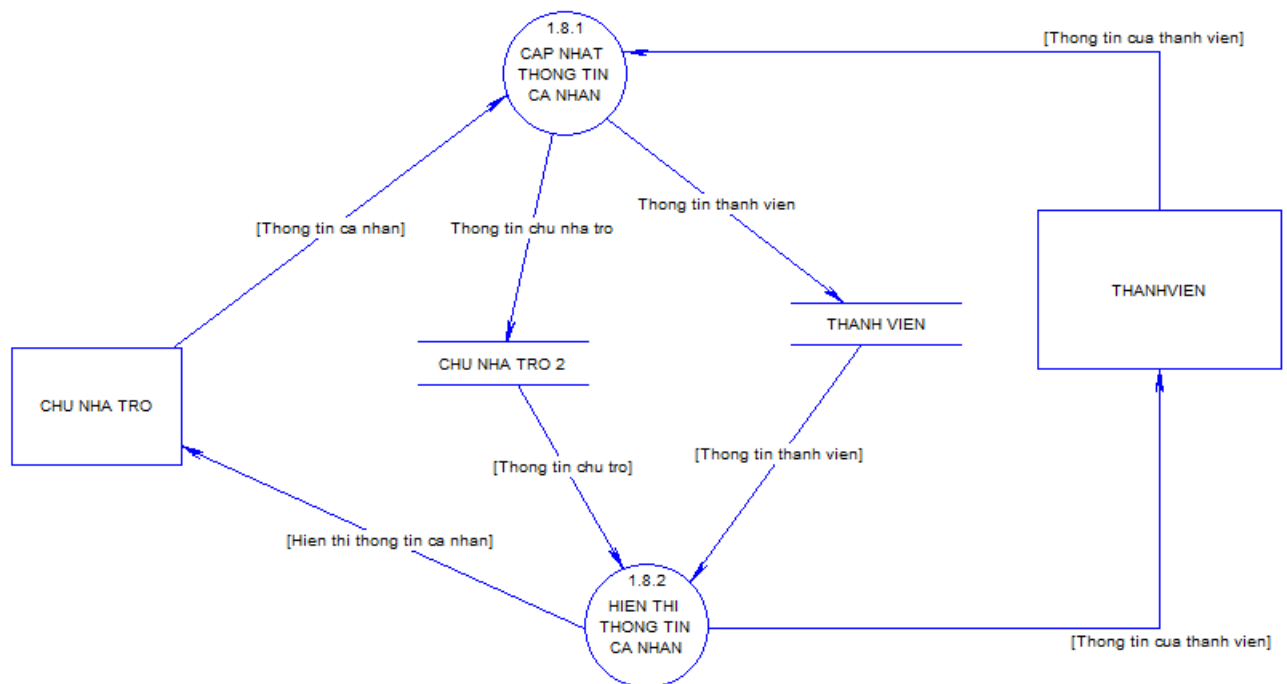 1.8.1
CAP NHAT
THONG TIN
CA NHAN
[Thong tin cua thanh vien]
[Thong tin ca nhan]
Thong tin chu nha tro
Thong tin thanh vien
THANHVIEN
THANH VIEN
CHU NHA TRO 2
CHU NHA TRO
[Thong tin chu tro]
[Thong tin thanh vien]
[Hien thi thong tin ca nhan]
1.8.2
HIEN THI
THONG TIN
CA NHAN
[Thong tin cua thanh vien]